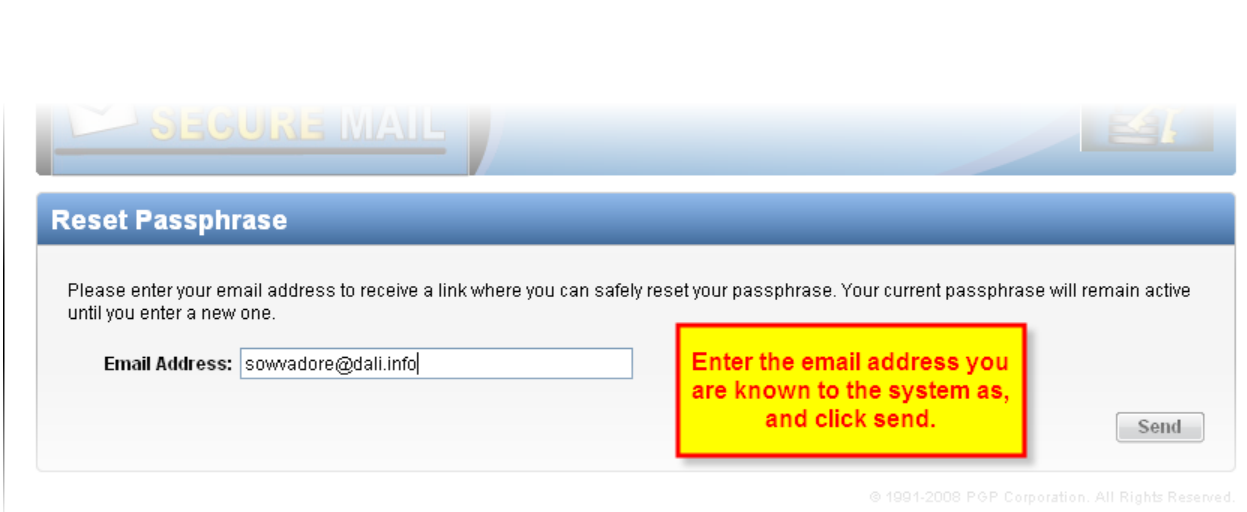 SECURE MAIL
Reset Passphrase
Please enter your email address to receive a link where you can safely reset your passphrase. Your current passphrase will remain active
until you enter a new one.
Email Address: sowvadore@dali.info
Enter the email address you
are known to the system as,
and click send.
Send
© 1991-2008 PGP Corporation. All Rights Reserved.